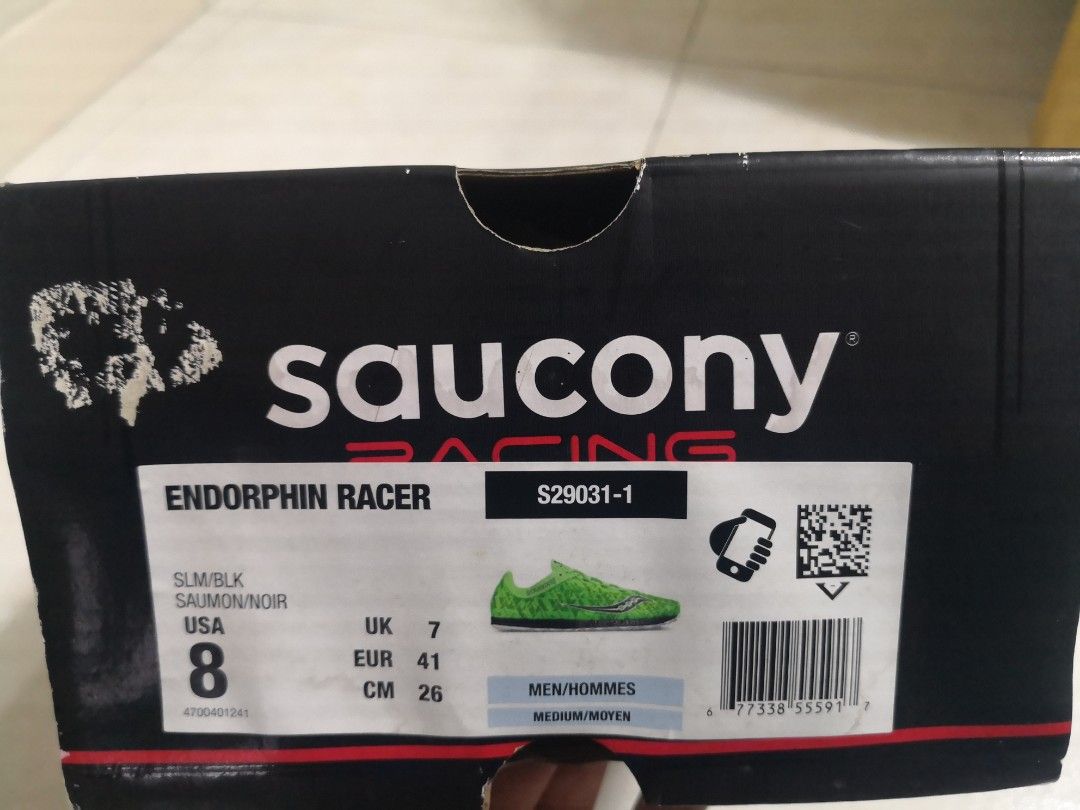 saucony®
RACING
ENDORPHIN RACER
S29031-1
SLM/BLK
SAUMON/NOIR
USA
8
UK 7
EUR 41
CM 26
4700401241
MEN/HOMMES
MEDIUM/MOYEN
6 77338 55591 7